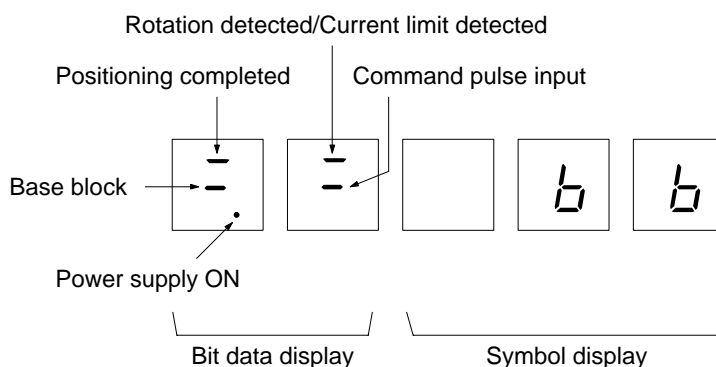 Rotation detected/Current limit detected
Positioning completed
Command pulse input
Base block
b b
Power supply ON
Bit data display
Symbol display